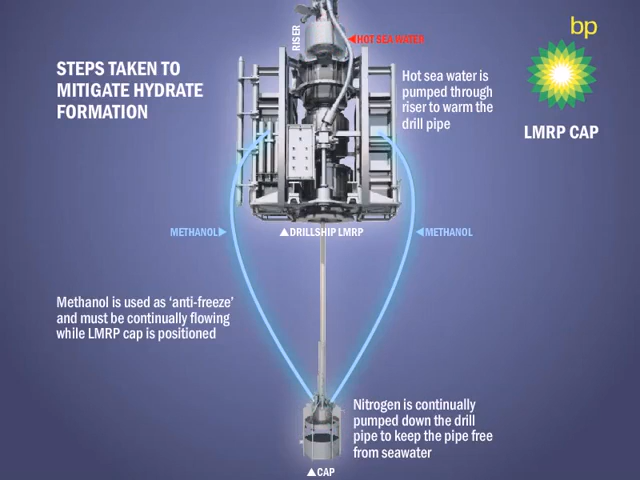 bp
RISER
◀HOT SEA WATER
STEPS TAKEN TO
MITIGATE HYDRATE
FORMATION
Hot sea water is
pumped through
riser to warm the
drill pipe
LMRP CAP
METHANOL▶
▲DRILLSHIP LMRP
◀METHANOL
Methanol is used as ‘anti-freeze’
and must be continually flowing
while LMRP cap is positioned
Nitrogen is continually
pumped down the drill
pipe to keep the pipe free
from seawater
▲CAP